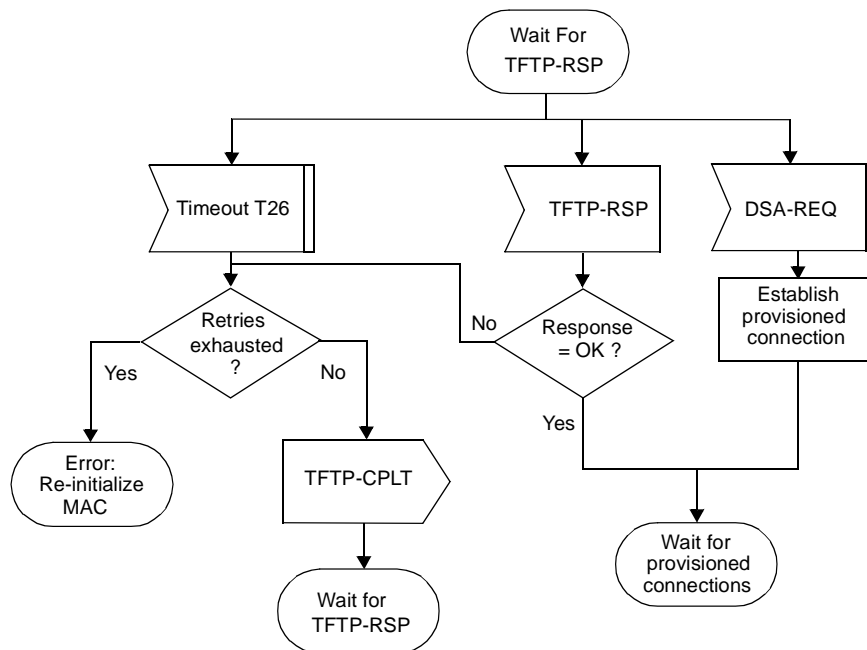 Wait For
TFTP-RSP
Timeout T26
TFTP-RSP
DSA-REQ
Retries
exhausted
?
Yes
No
No
Response
= OK ?
Yes
Establish
provisioned
connection
Error:
Re-initialize
MAC
TFTP-CPLT
Wait for
TFTP-RSP
Wait for
provisioned
connections